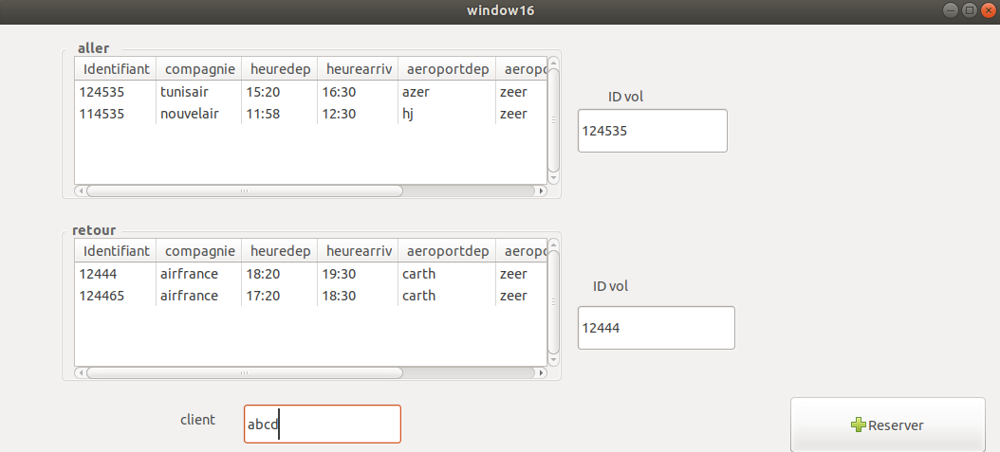 window16
aller
Identifiant compagnie heuredep heurearriv aeroportdep aeropo
124535 tunisair 15:20 16:30 azer zeer
114535 nouvelair 11:58 12:30 hj zeer
ID vol
124535
retour
Identifiant compagnie heuredep heurearriv aeroportdep aeropo
12444 airfrance 18:20 19:30 carth zeer
124465 airfrance 17:20 18:30 carth zeer
ID vol
12444
client abcd
Reserver